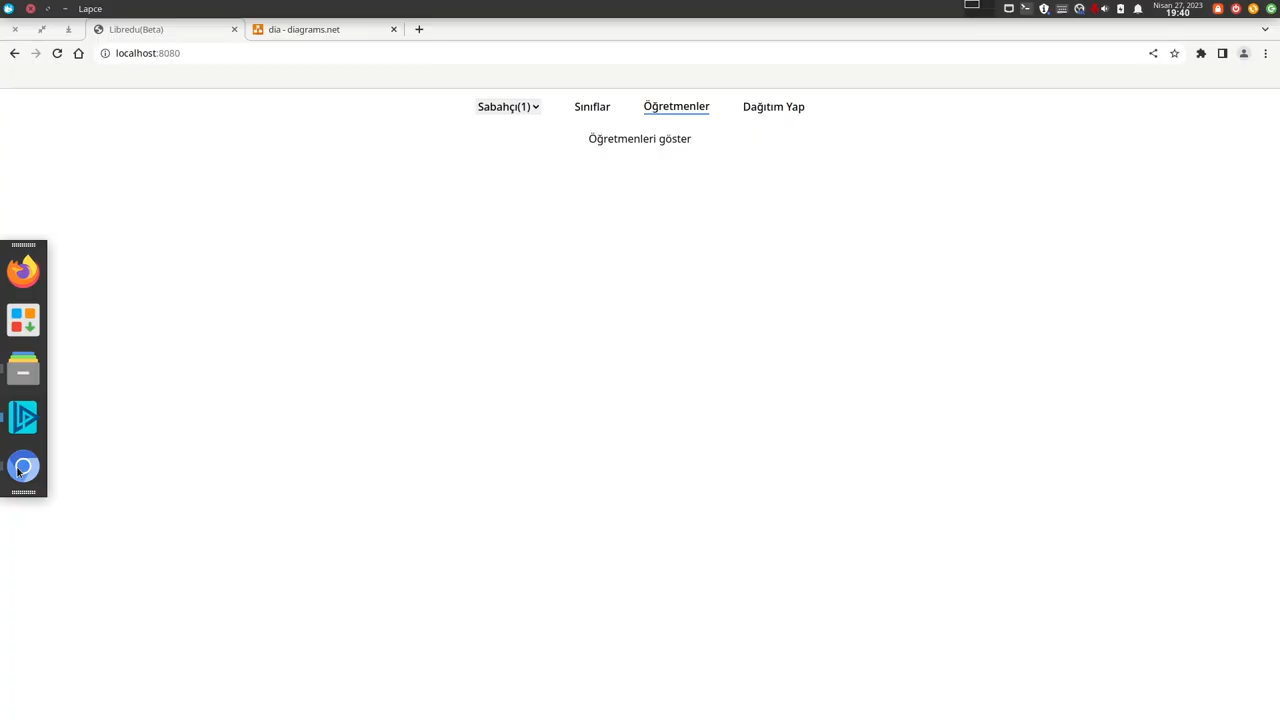 Lapce
Nisan 27, 2023
19:40
Libredu(Beta)
dia - diagrams.net
localhost:8080
Sabahçı(1)
Sınıflar
Öğretmenler
Dağıtım Yap
Öğretmenleri göster